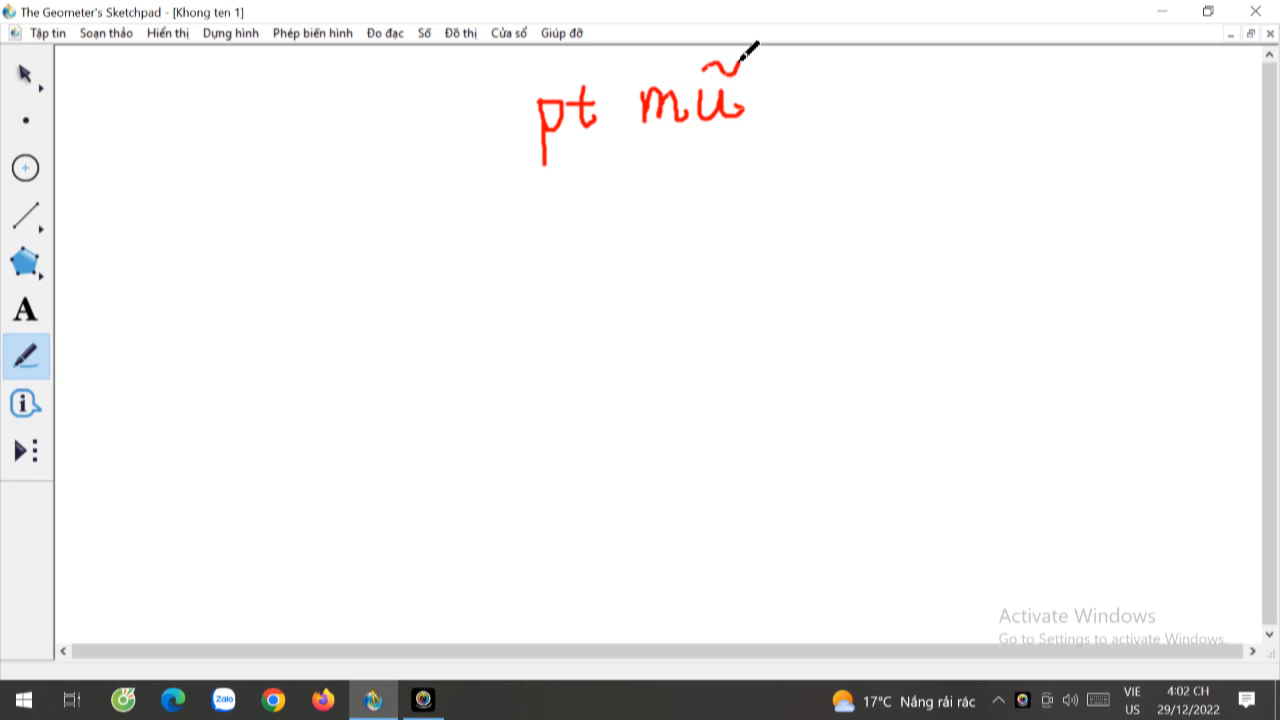 The Geometer's Sketchpad - [Khong ten 1]
Tập tin Soạn thảo Hiển thị Dựng hình Phép biến hình Đo đạc Số Đồ thị Cửa sổ Giúp đỡ
pt mũ
A
Activate Windows
Go to Settings to activate Windows.
Zalo
17°C Nắng rải rác
VIE
US
4:02 CH
29/12/2022